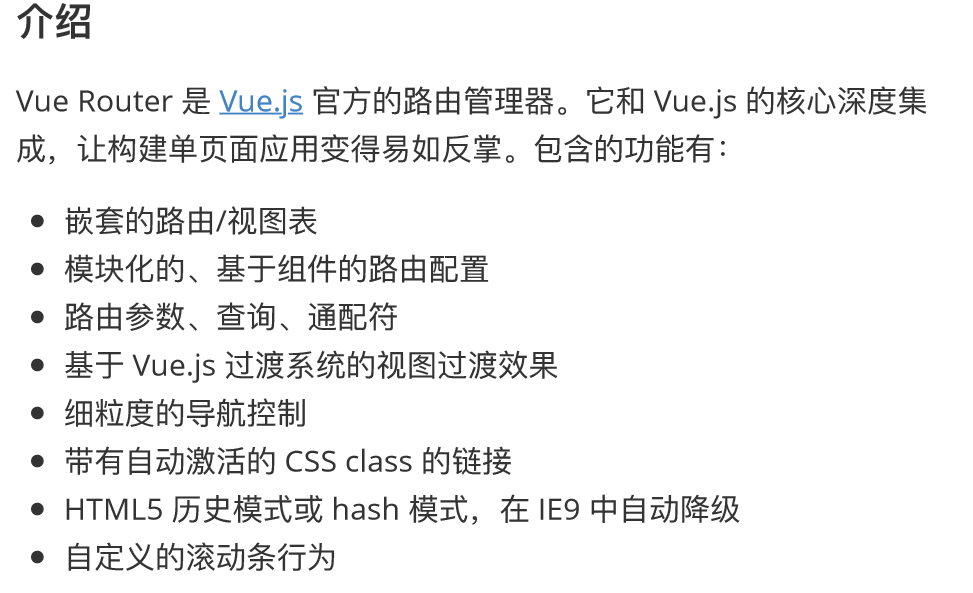 介绍
Vue Router 是 Vue.js 官方的路由管理器。它和 Vue.js 的核心深度集
成，让构建单页面应用变得易如反掌。包含的功能有：
嵌套的路由/视图表
模块化的、基于组件的路由配置
路由参数、查询、通配符
基于 Vue.js 过渡系统的视图过渡效果
细粒度的导航控制
带有自动激活的 CSS class 的链接
HTML5 历史模式或 hash 模式，在 IE9 中自动降级
自定义的滚动条行为